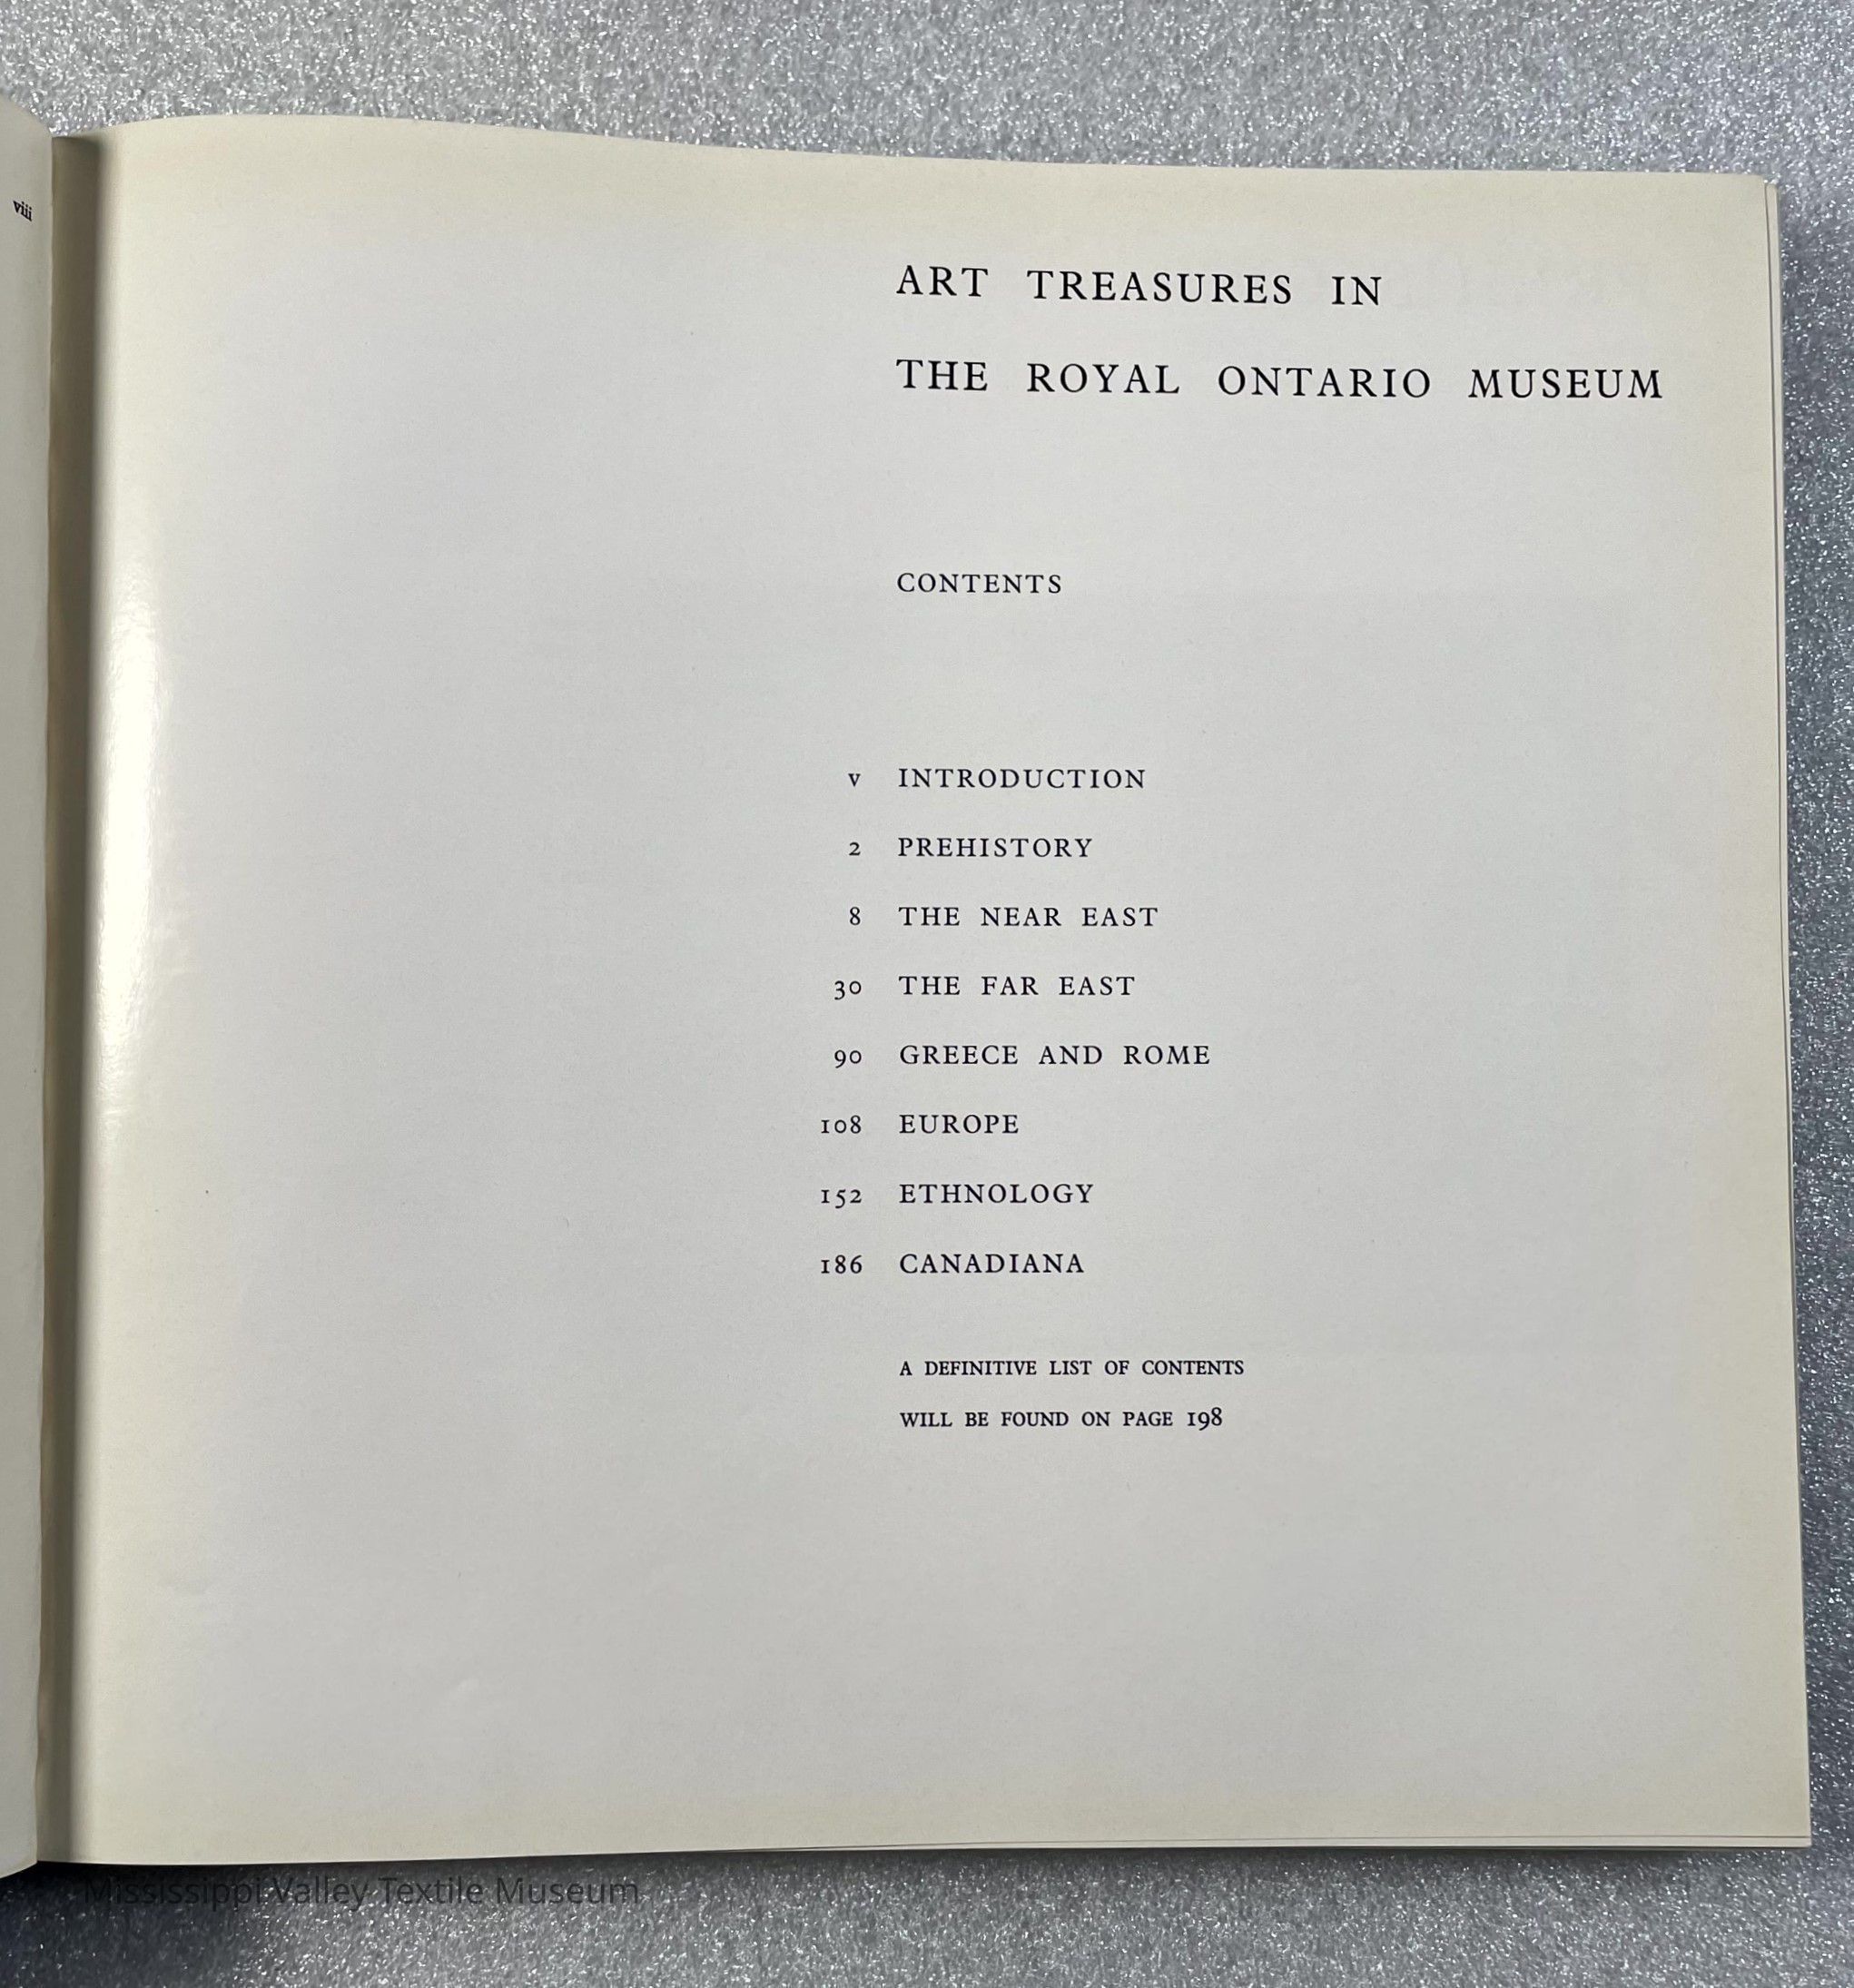 viii
ART TREASURES IN
THE ROYAL ONTARIO MUSEUM
CONTENTS
v INTRODUCTION
2 PREHISTORY
8 THE NEAR EAST
30 THE FAR EAST
90 GREECE AND ROME
108 EUROPE
152 ETHNOLOGY
186 CANADIANA
A DEFINITIVE LIST OF CONTENTS
WILL BE FOUND ON PAGE 198
Mississippi Valley Textile Museum